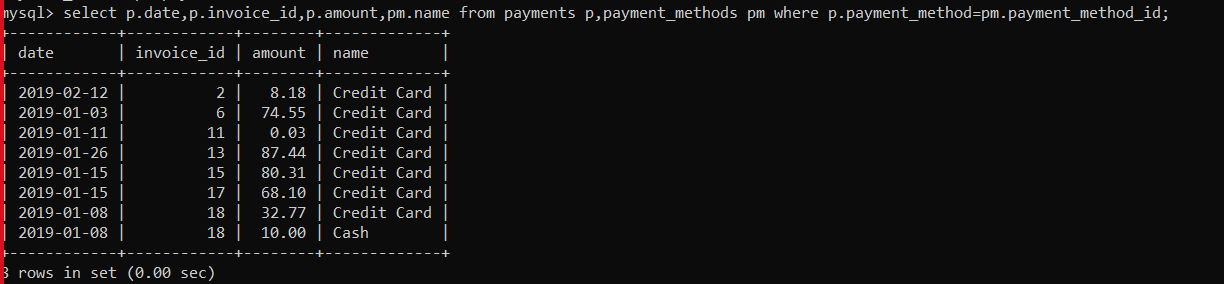 mysql> select p.date,p.invoice_id,p.amount,pm.name from payments p,payment_methods pm where p.payment_method=pm.payment_method_id;
+------------+------------+--------+-------------+
| date       | invoice_id | amount | name        |
+------------+------------+--------+-------------+
| 2019-02-12 |          2 |   8.18 | Credit Card |
| 2019-01-03 |          6 |  74.55 | Credit Card |
| 2019-01-11 |         11 |   0.03 | Credit Card |
| 2019-01-26 |         13 |  87.44 | Credit Card |
| 2019-01-15 |         15 |  80.31 | Credit Card |
| 2019-01-15 |         17 |  68.10 | Credit Card |
| 2019-01-08 |         18 |  32.77 | Credit Card |
| 2019-01-08 |         18 |  10.00 | Cash        |
+------------+------------+--------+-------------+
8 rows in set (0.00 sec)